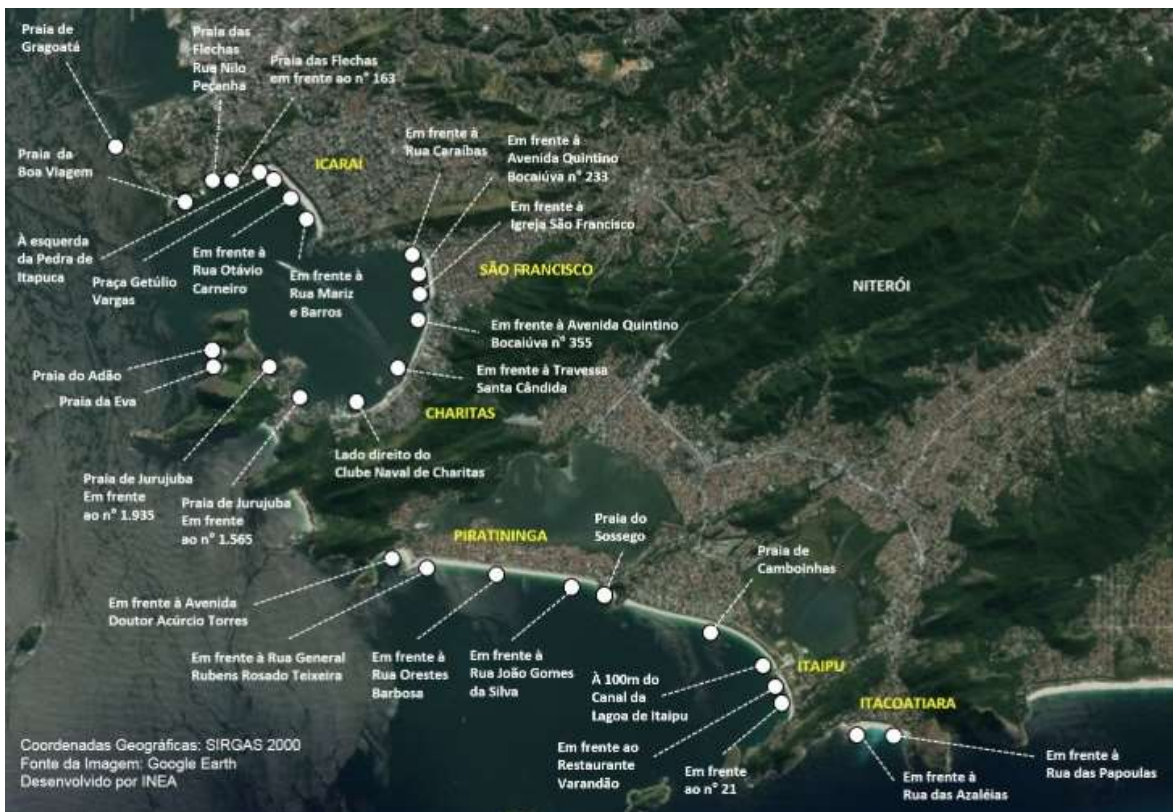 Praia de
Gragoatá
Praia das
Flechas
Rua Nilo
Peçanha
Praia das Flechas
em frente ao n° 163
Em frente à
Rua Caraíbas
Em frente à
Avenida Quintino
Bocaiúva n° 233
ICARAI
Praia da
Boa Viagem
Em frente à
Igreja São Francisco
À esquerda
da Pedra de
Itapuca
Praça Getúlio
Vargas
Em frente à
Rua Otávio
Carneiro
Em frente à
Rua Mariz
e Barros
SÃO FRANCISCO
NITERÓI
Em frente à Avenida Quintino
Bocaiúva n° 355
Praia do Adão
Praia da Eva
Em frente à Travessa
Santa Cândida
CHARITAS
Lado direito do
Clube Naval de Charitas
Praia de Jurujuba
Em frente
ao n° 1.935
Praia de Jurujuba
Em frente
ao n° 1.565
PIRATININGA
Praia do
Sossego
Praia de
Camboinhas
Em frente à Avenida
Doutor Acúrcio Torres
Em frente à Rua General
Rubens Rosado Teixeira
Em frente à
Rua Orestes
Barbosa
Em frente à
Rua João Gomes
da Silva
À 100m do
Canal da
Lagoa de Itaipu
ITAIPU
ITACOATIARA
Em frente ao
Restaurante
Varandão
Em frente
ao n° 21
Em frente à
Rua das Azaléias
Em frente à
Rua das Papoulas
Coordenadas Geográficas: SIRGAS 2000
Fonte da Imagem: Google Earth
Desenvolvido por INEA